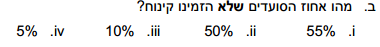 ב. מהו אחוז הסועדים שלא הזמינו קינוח?
i. 55% ii. 50% iii. 10% iv. 5%